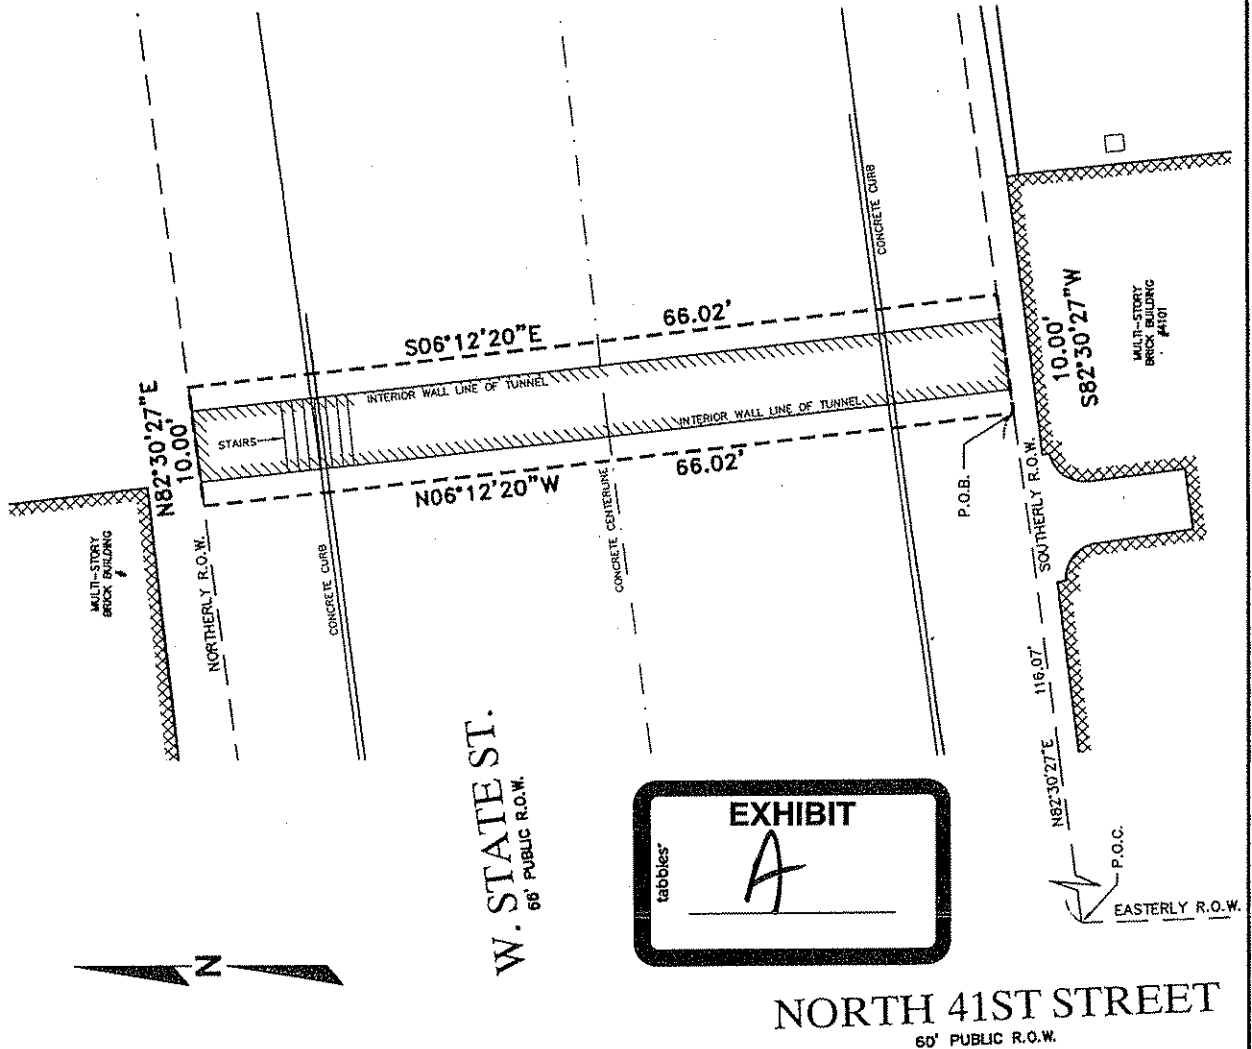 N82°30'27"E
10.00'
S06°12'20"E
66.02'
CONCRETE CURB
INTERIOR WALL LINE OF TUNNEL
STAIRS
INTERIOR WALL LINE OF TUNNEL
N06°12'20"W
66.02'
10.00'
S82°30'27"W
MULTI-STORY
BRICK BUILDING
#4101
MULTI-STORY
BRICK BUILDING
#
NORTHERLY R.O.W.
CONCRETE CURB
CONCRETE CENTERLINE
P.O.B.
SOUTHERLY R.O.W.
116.07'
N82°30'27"E
P.O.C.
EASTERLY R.O.W.
W. STATE ST.
66' PUBLIC R.O.W.
tabbies'
EXHIBIT
A
N
NORTH 41ST STREET
60' PUBLIC R.O.W.